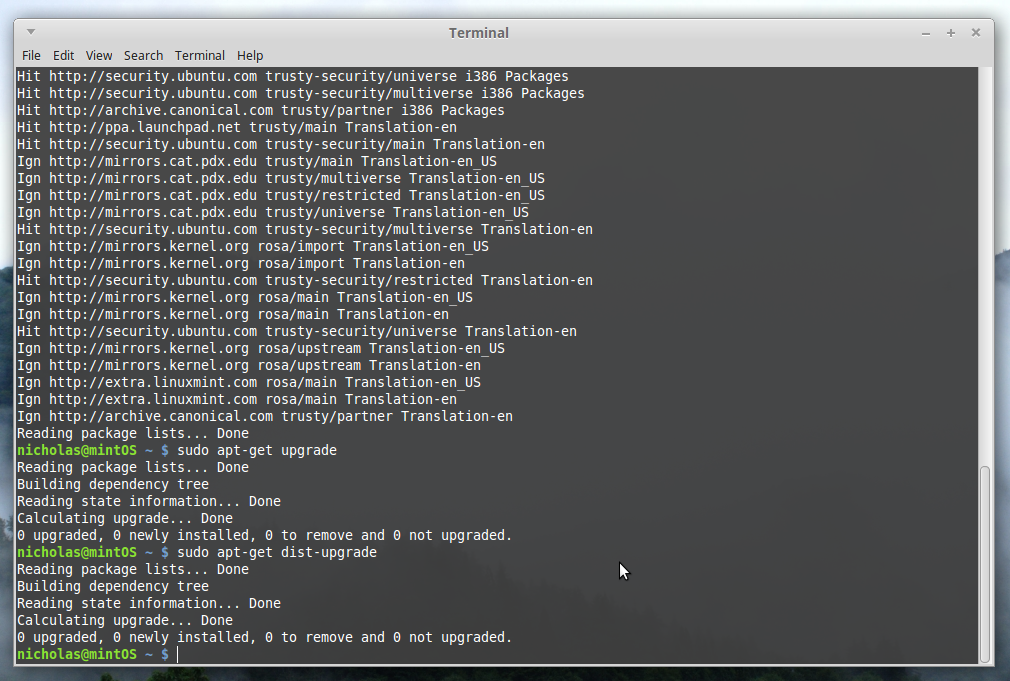 Terminal
File Edit View Search Terminal Help
Hit http://security.ubuntu.com trusty-security/universe i386 Packages
Hit http://security.ubuntu.com trusty-security/multiverse i386 Packages
Hit http://archive.canonical.com trusty/partner i386 Packages
Hit http://ppa.launchpad.net trusty/main Translation-en
Hit http://security.ubuntu.com trusty-security/main Translation-en
Ign http://mirrors.cat.pdx.edu trusty/main Translation-en_US
Ign http://mirrors.cat.pdx.edu trusty/multiverse Translation-en_US
Ign http://mirrors.cat.pdx.edu trusty/restricted Translation-en_US
Ign http://mirrors.cat.pdx.edu trusty/universe Translation-en_US
Hit http://security.ubuntu.com trusty-security/multiverse Translation-en
Ign http://mirrors.kernel.org rosa/import Translation-en_US
Ign http://mirrors.kernel.org rosa/import Translation-en
Hit http://security.ubuntu.com trusty-security/restricted Translation-en
Ign http://mirrors.kernel.org rosa/main Translation-en_US
Ign http://mirrors.kernel.org rosa/main Translation-en
Hit http://security.ubuntu.com trusty-security/universe Translation-en
Ign http://mirrors.kernel.org rosa/upstream Translation-en_US
Ign http://mirrors.kernel.org rosa/upstream Translation-en
Ign http://extra.linuxmint.com rosa/main Translation-en_US
Ign http://extra.linuxmint.com rosa/main Translation-en
Ign http://archive.canonical.com trusty/partner Translation-en
Reading package lists... Done
nicholas@mintOS ~ $ sudo apt-get upgrade
Reading package lists... Done
Building dependency tree
Reading state information... Done
Calculating upgrade... Done
0 upgraded, 0 newly installed, 0 to remove and 0 not upgraded.
nicholas@mintOS ~ $ sudo apt-get dist-upgrade
Reading package lists... Done
Building dependency tree
Reading state information... Done
Calculating upgrade... Done
0 upgraded, 0 newly installed, 0 to remove and 0 not upgraded.
nicholas@mintOS ~ $